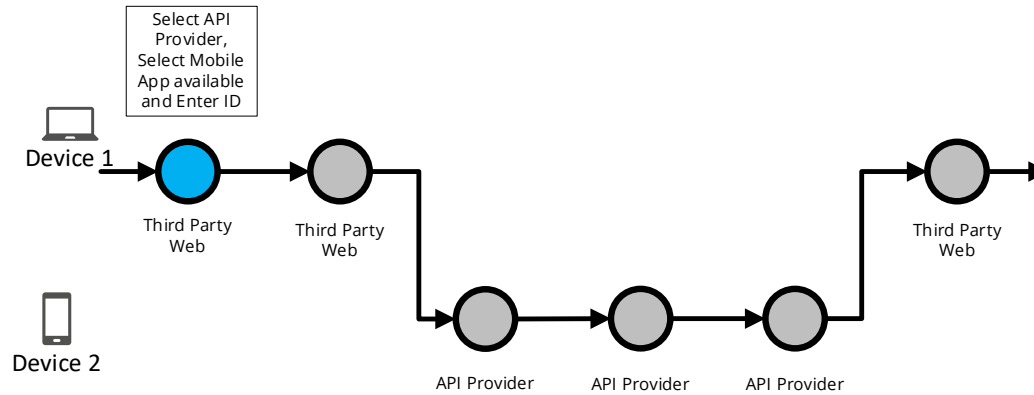 Select API
Provider,
Select Mobile
App available
and Enter ID
Device 1
Third Party
Web
Third Party
Web
Third Party
Web
Device 2
API Provider
API Provider
API Provider